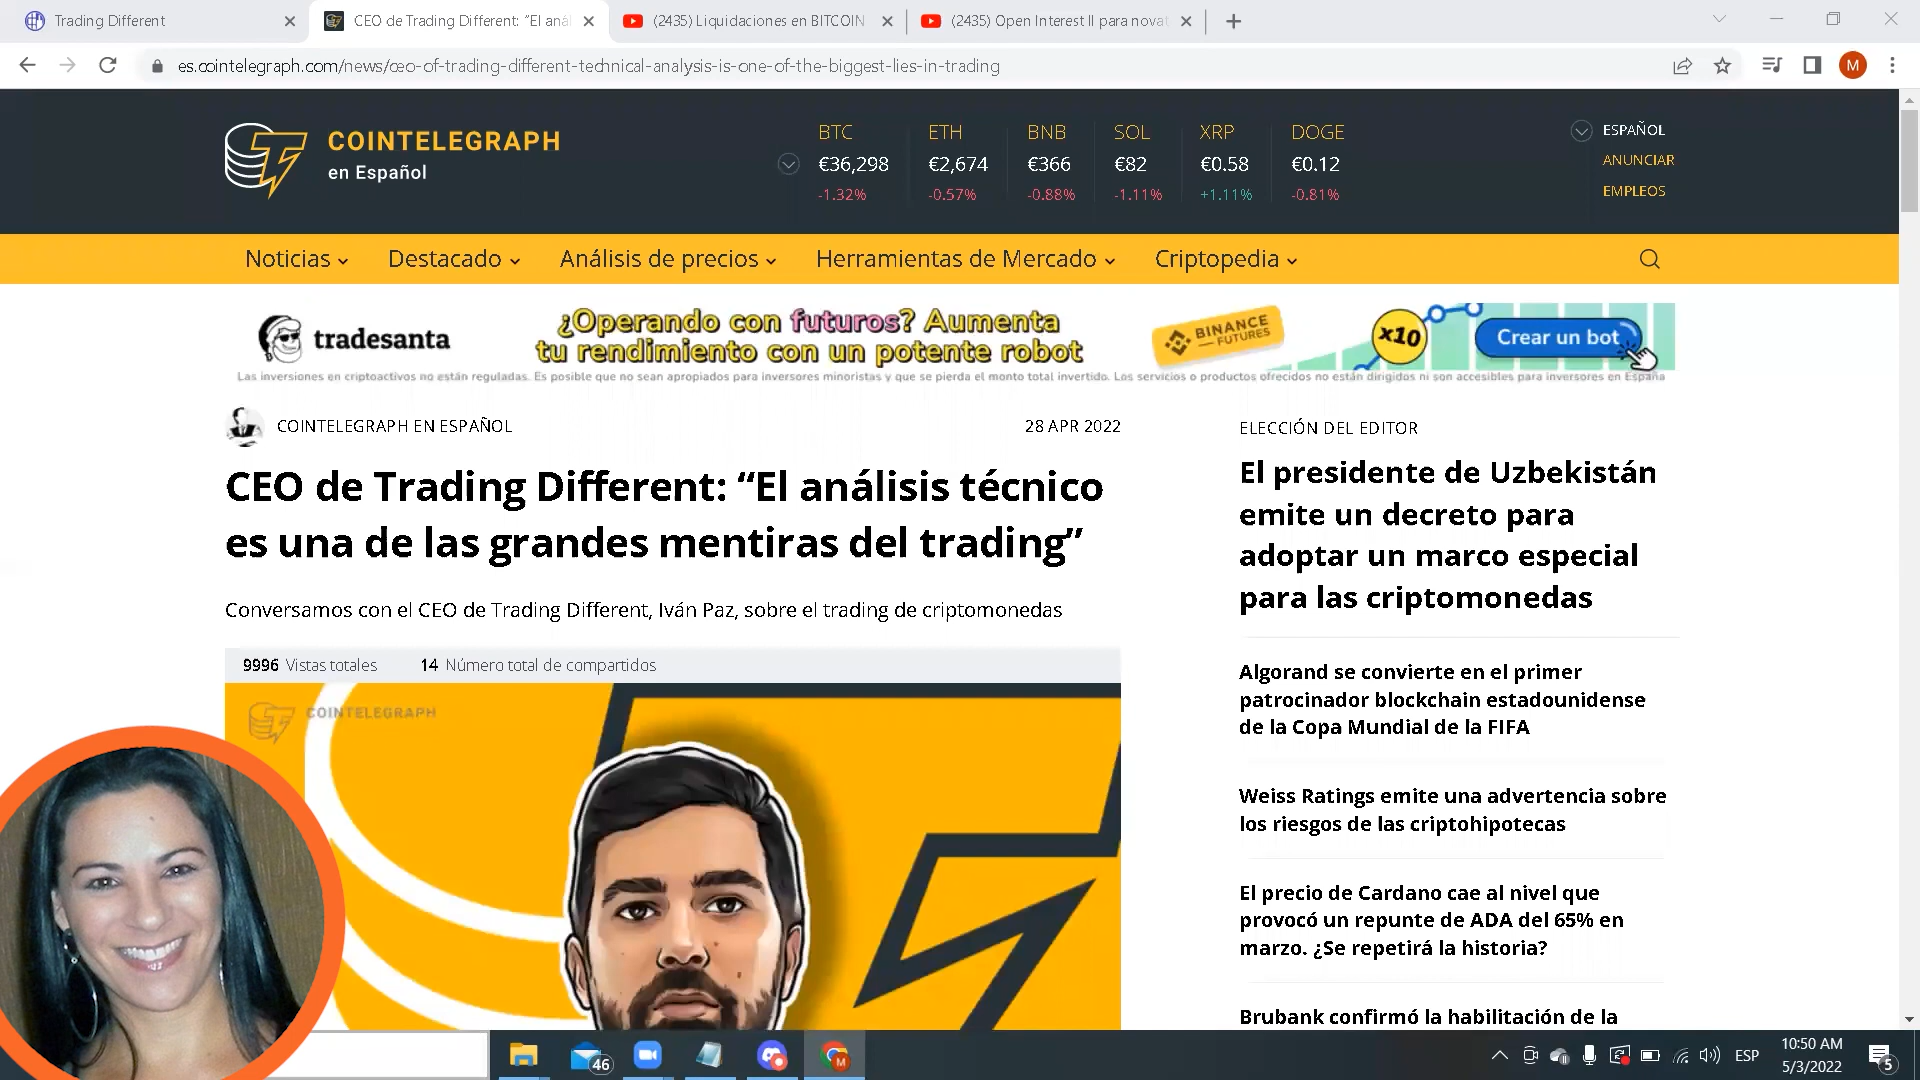 Trading Different
CEO de Trading Different: “El aná
(2435) Liquidaciones en BITCOIN
(2435) Open Interest II para novat
es.cointelegraph.com/news/ceo-of-trading-different-technical-analysis-is-one-of-the-biggest-lies-in-trading
M
COINTELEGRAPH
en Español
BTC ETH BNB SOL XRP DOGE
€36,298 €2,674 €366 €82 €0.58 €0.12
-1.32% -0.57% -0.88% -1.11% +1.11% -0.81%
ESPAÑOL
ANUNCIAR
EMPLEOS
Noticias Destacado Análisis de precios Herramientas de Mercado Criptopedia
tradesanta
¿Operando con futuros? Aumenta
tu rendimiento con un potente robot
BINANCE
FUTURES
x10
Crear un bot
Las inversiones en criptoactivos no están reguladas. Es posible que no sean apropiados para inversores minoristas y que se pierda el monto total invertido. Los servicios o productos ofrecidos no están dirigidos ni son accesibles para inversores en España
COINTELEGRAPH EN ESPAÑOL
28 APR 2022
CEO de Trading Different: “El análisis técnico
es una de las grandes mentiras del trading”
Conversamos con el CEO de Trading Different, Iván Paz, sobre el trading de criptomonedas
9996 Vistas totales 14 Número total de compartidos
COINTELEGRAPH
ELECCIÓN DEL EDITOR
El presidente de Uzbekistán
emite un decreto para
adoptar un marco especial
para las criptomonedas
Algorand se convierte en el primer
patrocinador blockchain estadounidense
de la Copa Mundial de la FIFA
Weiss Ratings emite una advertencia sobre
los riesgos de las criptohipotecas
El precio de Cardano cae al nivel que
provocó un repunte de ADA del 65% en
marzo. ¿Se repetirá la historia?
Brubank confirmó la habilitación de la
46
M
ESP
10:50 AM
5/3/2022
5